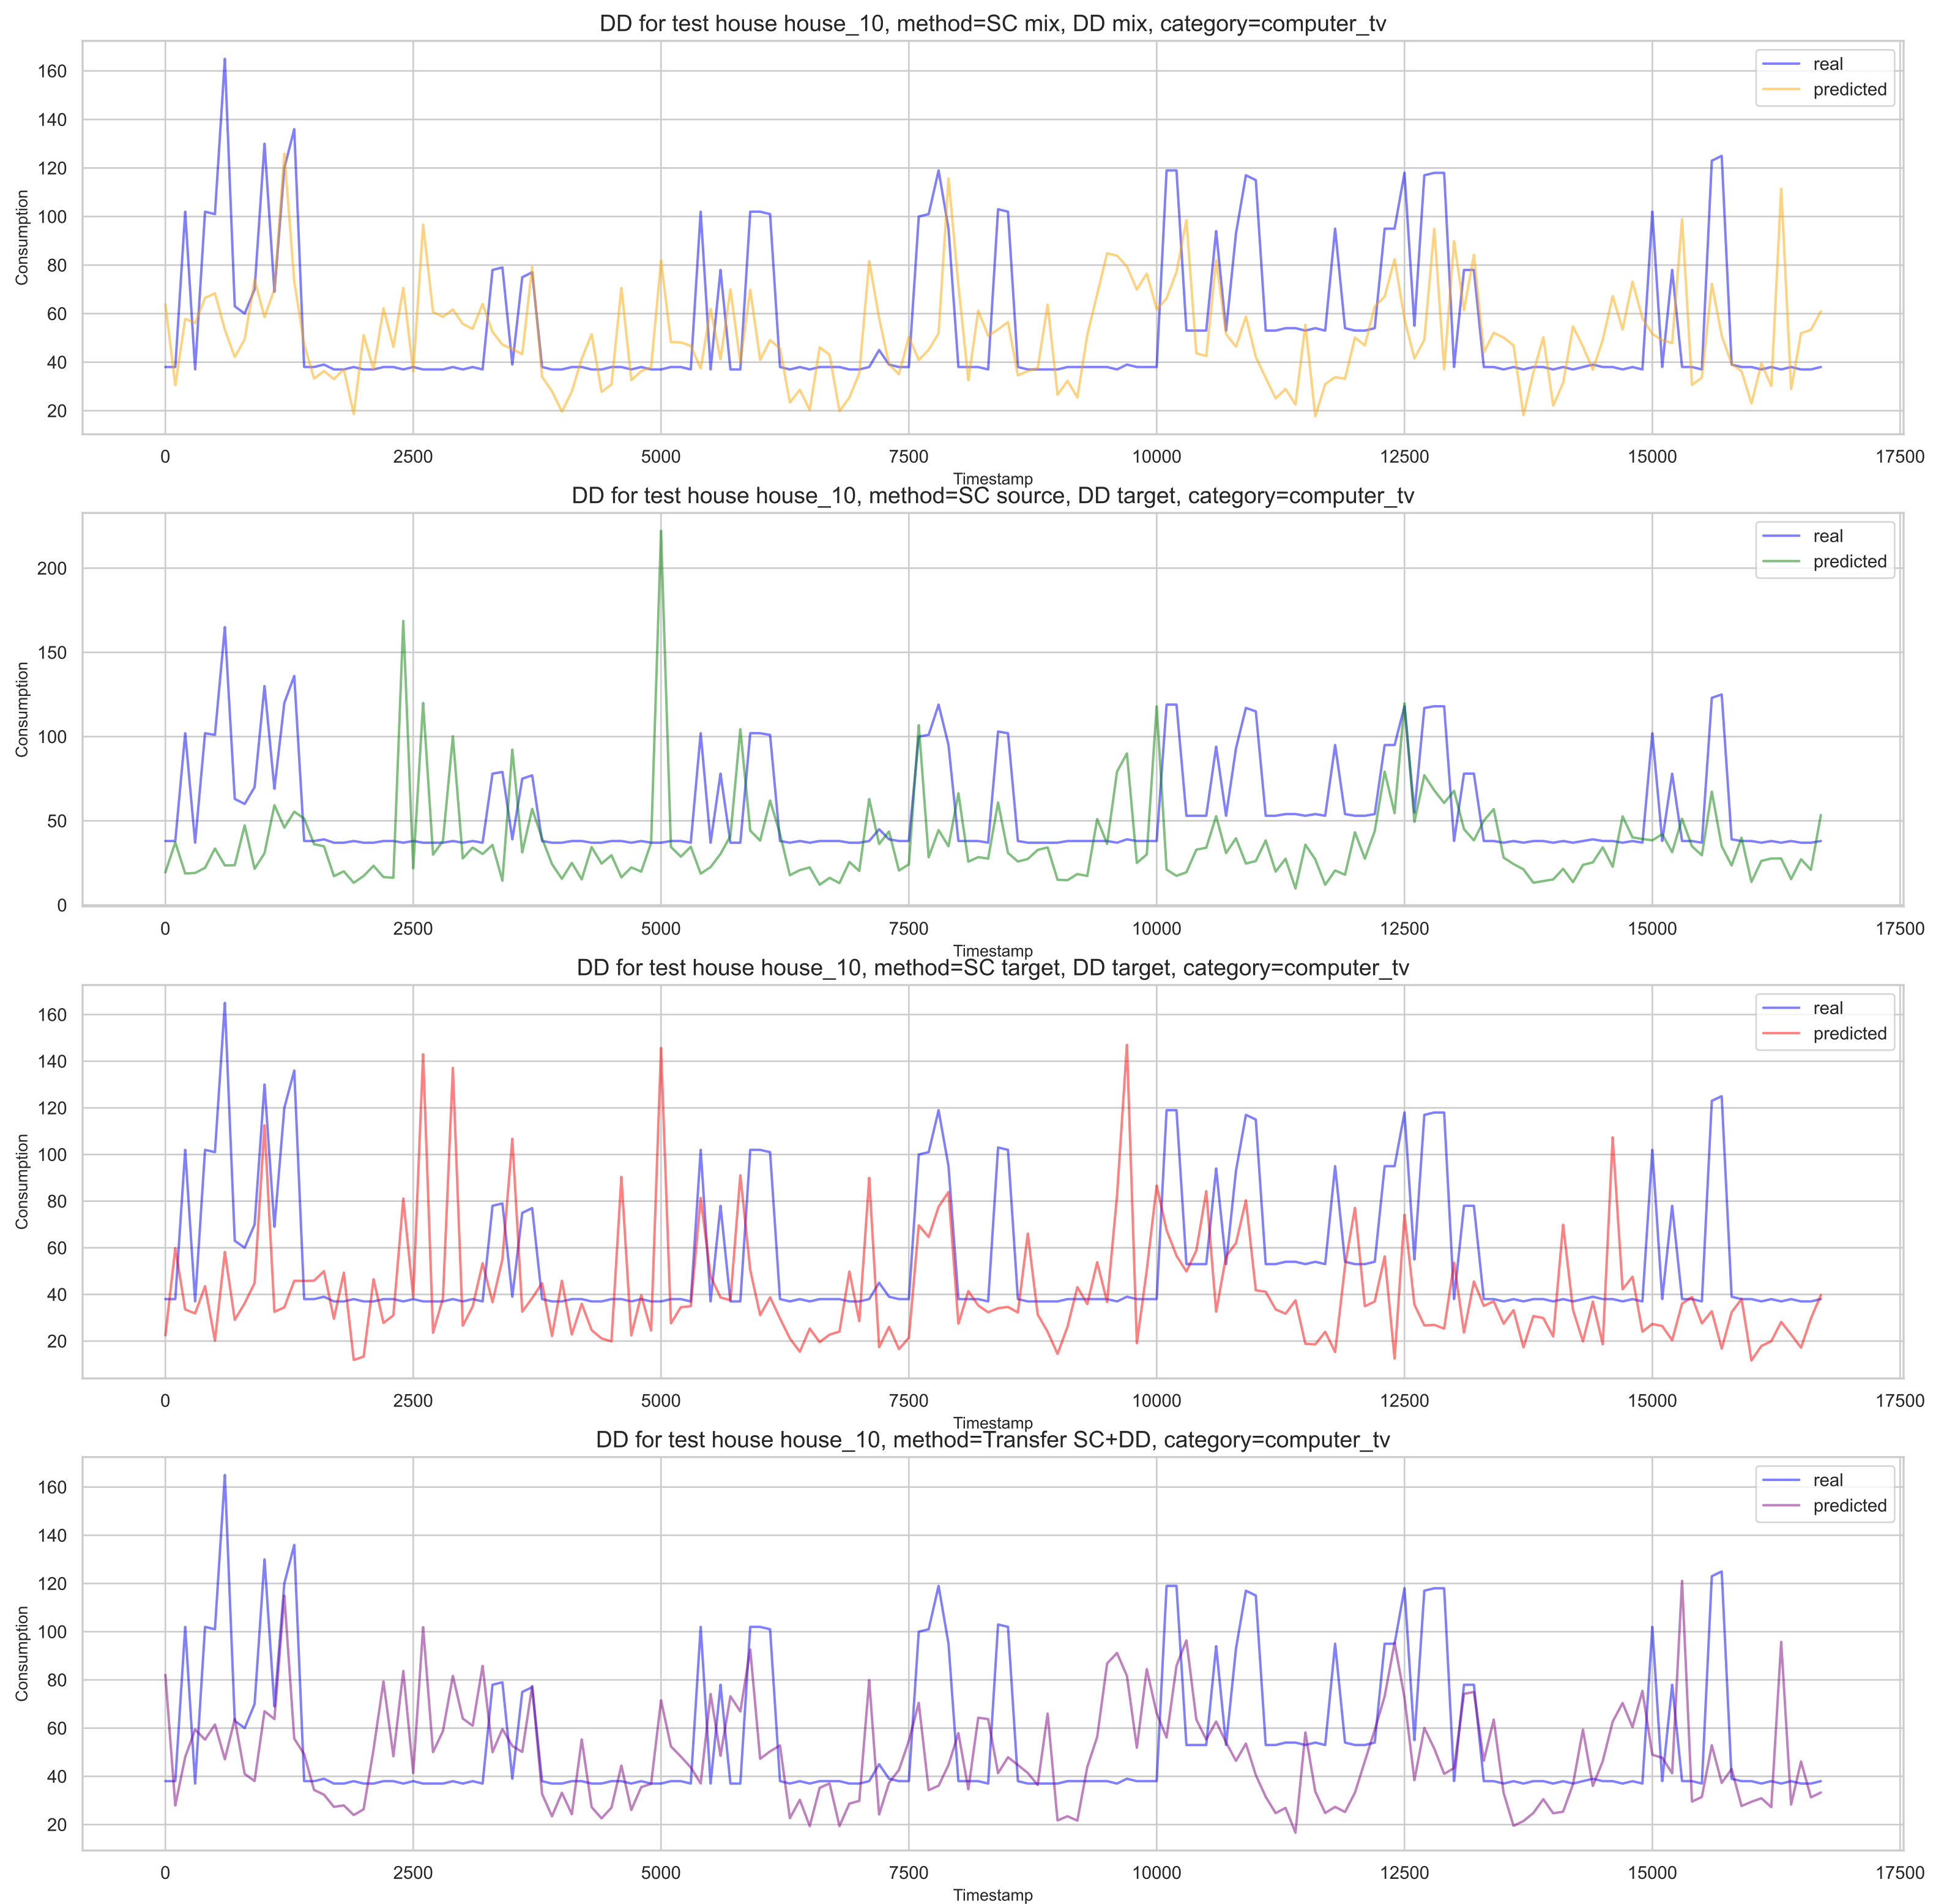 DD for test house house_10, method=SC mix, DD mix, category=computer_tv
real
predicted
Consumption
160
140
120
100
80
60
40
20
0 2500 5000 7500 10000 12500 15000 17500
Timestamp
DD for test house house_10, method=SC source, DD target, category=computer_tv
real
predicted
Consumption
200
150
100
50
0
0 2500 5000 7500 10000 12500 15000 17500
Timestamp
DD for test house house_10, method=SC target, DD target, category=computer_tv
real
predicted
Consumption
160
140
120
100
80
60
40
20
0 2500 5000 7500 10000 12500 15000 17500
Timestamp
DD for test house house_10, method=Transfer SC+DD, category=computer_tv
real
predicted
Consumption
160
140
120
100
80
60
40
20
0 2500 5000 7500 10000 12500 15000 17500
Timestamp